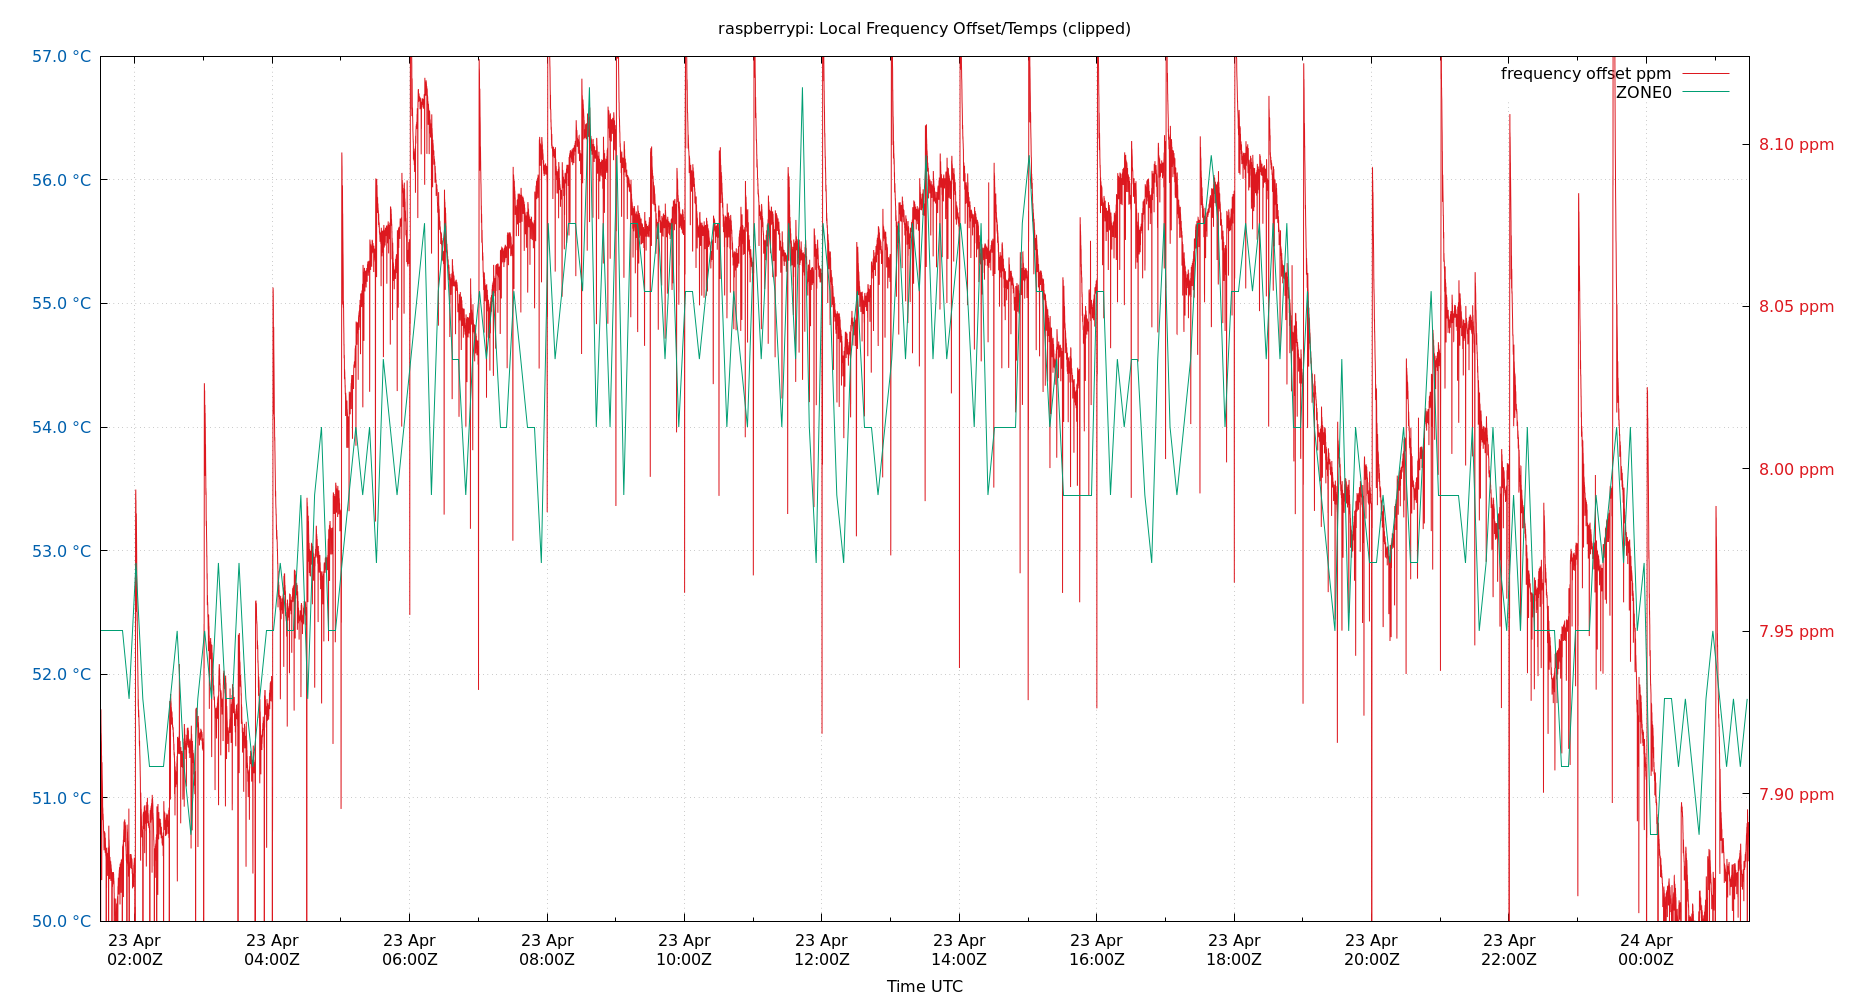 raspberrypi: Local Frequency Offset/Temps (clipped)
57.0 °C
56.0 °C
55.0 °C
54.0 °C
53.0 °C
52.0 °C
51.0 °C
50.0 °C
frequency offset ppm
ZONE0
8.10 ppm
8.05 ppm
8.00 ppm
7.95 ppm
7.90 ppm
23 Apr 23 Apr 23 Apr 23 Apr 23 Apr 23 Apr 23 Apr 23 Apr 23 Apr 23 Apr 23 Apr 24 Apr
02:00Z 04:00Z 06:00Z 08:00Z 10:00Z 12:00Z 14:00Z 16:00Z 18:00Z 20:00Z 22:00Z 00:00Z
Time UTC